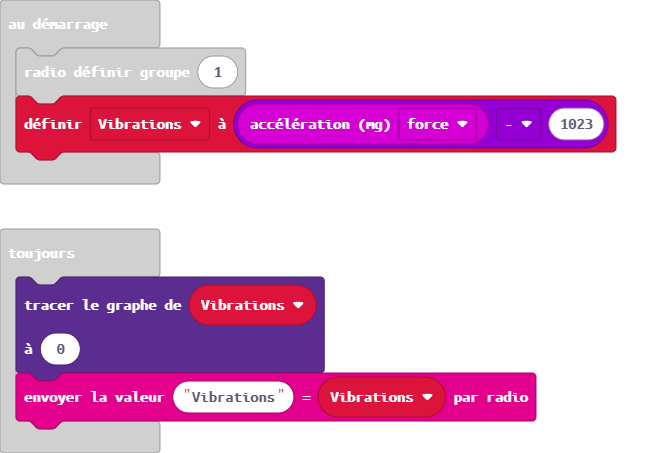 au démarrage
radio définir groupe 1
définir Vibrations à accélération (mg) force - 1023
toujours
tracer le graphe de Vibrations
à 0
envoyer la valeur "Vibrations" = Vibrations par radio